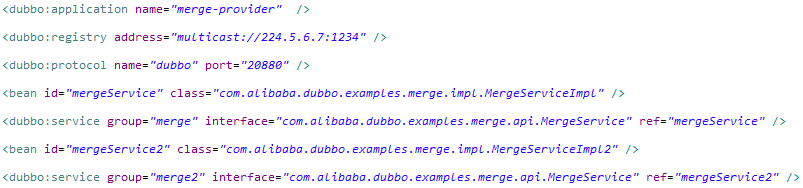 <dubbo:application name="merge-provider"  />
<dubbo:registry address="multicast://224.5.6.7:1234" />
<dubbo:protocol name="dubbo" port="20880" />
<bean id="mergeService" class="com.alibaba.dubbo.examples.merge.impl.MergeServiceImpl" />
<dubbo:service group="merge" interface="com.alibaba.dubbo.examples.merge.api.MergeService" ref="mergeService" />
<bean id="mergeService2" class="com.alibaba.dubbo.examples.merge.impl.MergeServiceImpl2" />
<dubbo:service group="merge2" interface="com.alibaba.dubbo.examples.merge.api.MergeService" ref="mergeService2" />